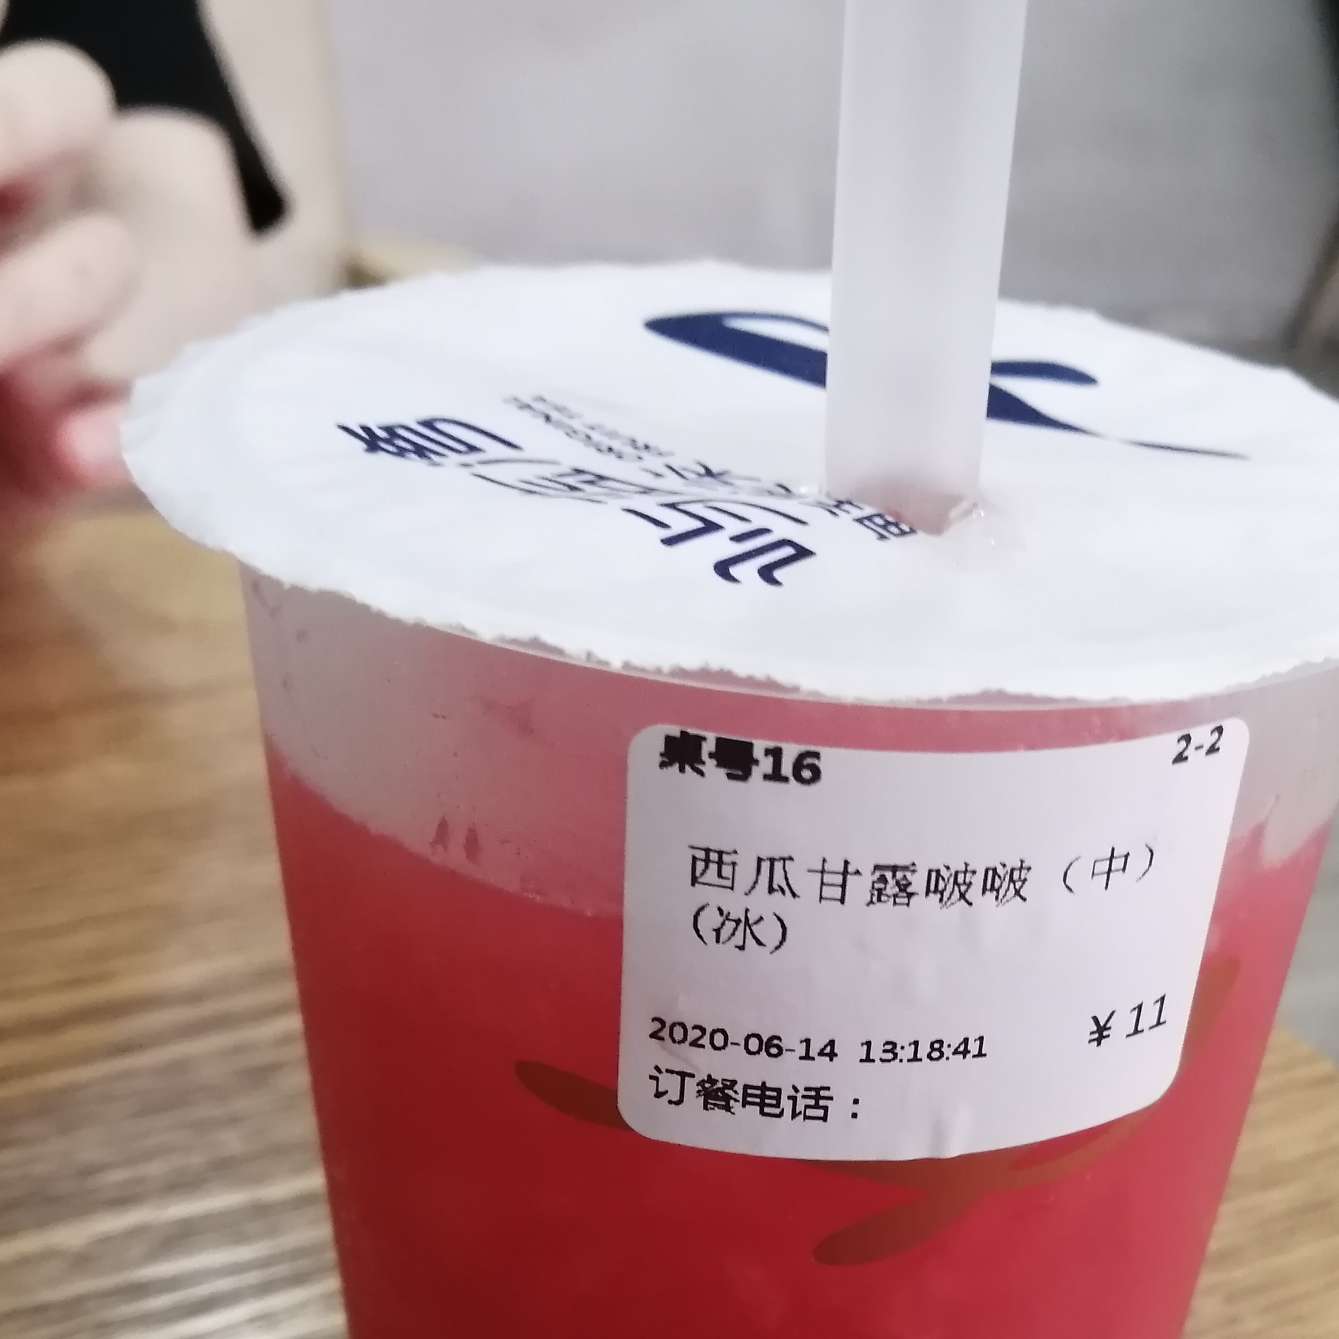 桌号16 2-2
西瓜甘露啵啵（中）
(冰)
2020-06-14 13:18:41 ￥11
订餐电话：